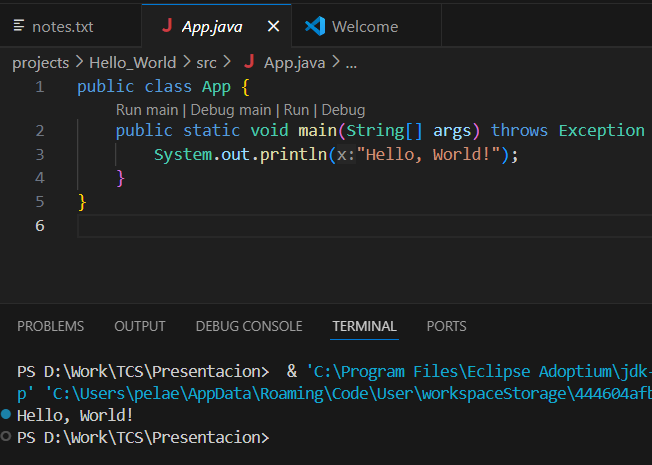 notes.txt App.java Welcome
projects > Hello_World > src > App.java > ...
1 public class App {
Run main | Debug main | Run | Debug
2 public static void main(String[] args) throws Exception
3 System.out.println(x:"Hello, World!");
4 }
5 }
6
PROBLEMS OUTPUT DEBUG CONSOLE TERMINAL PORTS
PS D:\Work\TCS\Presentacion> & 'C:\Program Files\Eclipse Adoptium\jdk-
p' 'C:\Users\pelae\AppData\Roaming\Code\User\workspaceStorage\444604afb
Hello, World!
PS D:\Work\TCS\Presentacion>